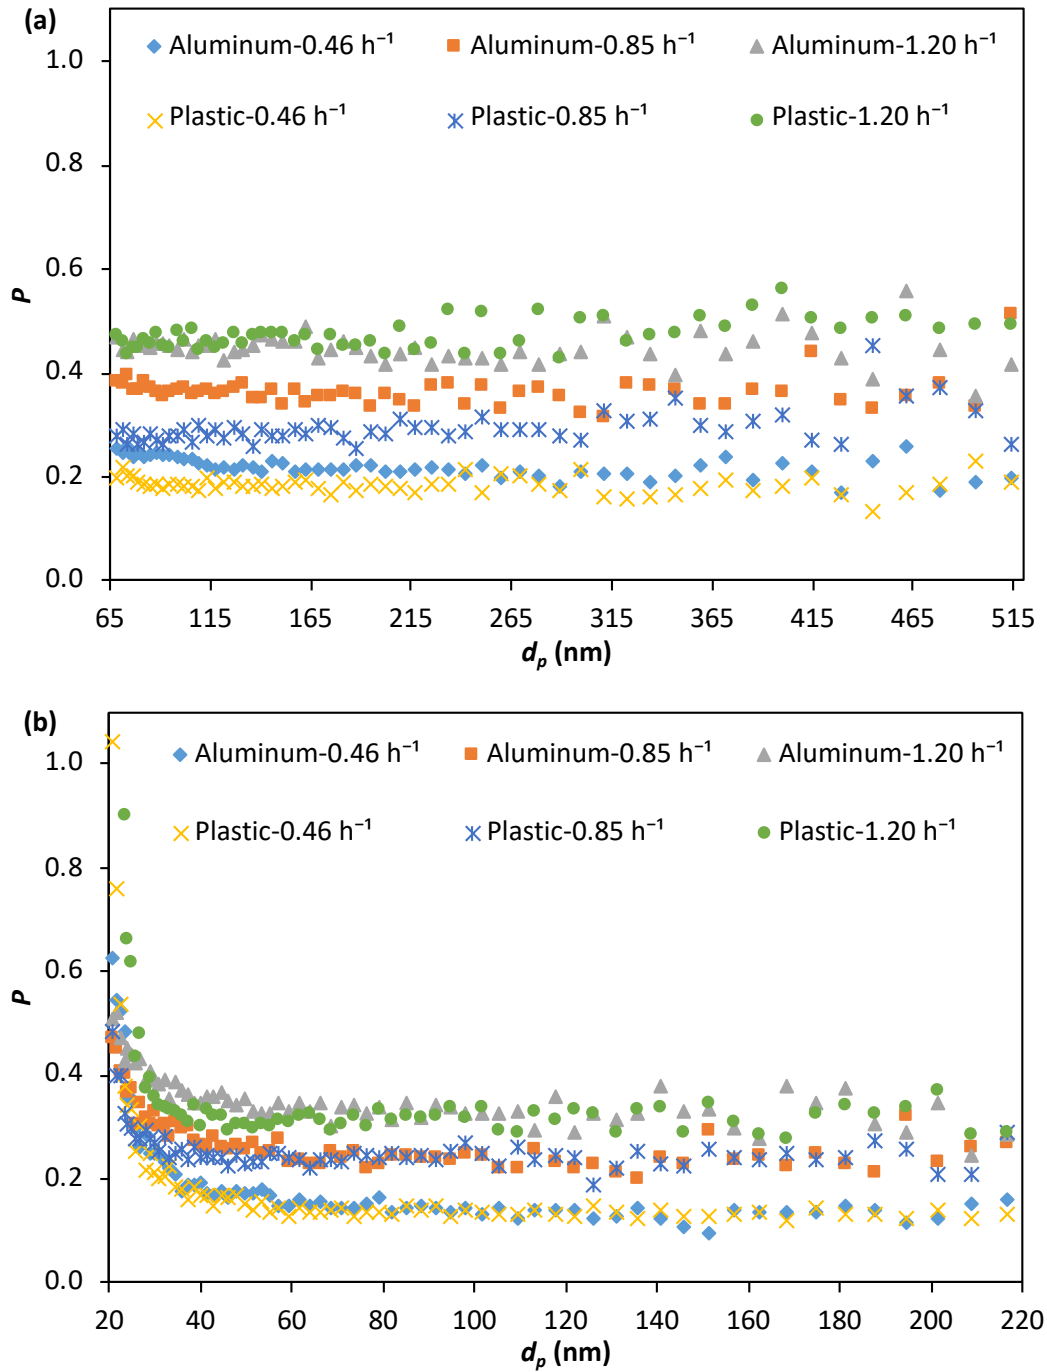 (a)
Aluminum-0.46 h⁻¹ Aluminum-0.85 h⁻¹ Aluminum-1.20 h⁻¹
Plastic-0.46 h⁻¹ Plastic-0.85 h⁻¹ Plastic-1.20 h⁻¹
1.0
0.8
0.6
P
0.4
0.2
0.0
65 115 165 215 265 315 365 415 465 515
dₚ (nm)
(b)
Aluminum-0.46 h⁻¹ Aluminum-0.85 h⁻¹ Aluminum-1.20 h⁻¹
Plastic-0.46 h⁻¹ Plastic-0.85 h⁻¹ Plastic-1.20 h⁻¹
1.0
0.8
0.6
P
0.4
0.2
0.0
20 40 60 80 100 120 140 160 180 200 220
dₚ (nm)